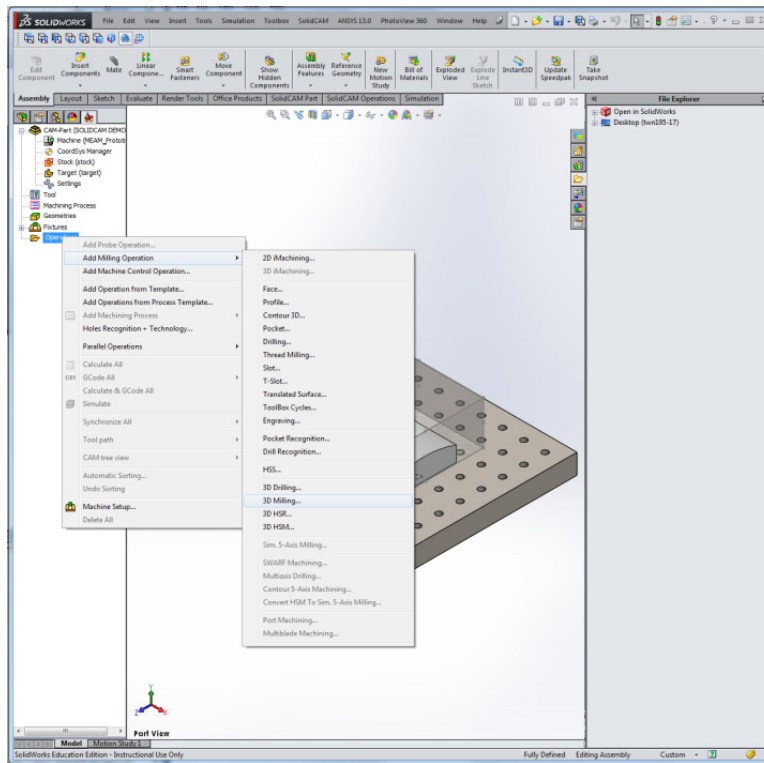 SOLIDWORKS File Edit View Insert Tools Simulation Toolbox SolidCAM ANSYS 13.0 PhotoView 360 Window Help
Edit Component
Insert Components
Mate
Linear Compone...
Smart Fasteners
Move Component
Show Hidden Components
Assembly Features
Reference Geometry
New Motion Study
Bill of Materials
Exploded View
Explode Line Sketch
Instant3D
Update Speedpak
Take Snapshot
Assembly Layout Sketch Evaluate Render Tools Office Products SolidCAM Part SolidCAM Operations Simulation
File Explorer
Open in SolidWorks
Desktop (twn195-17)
CAM-Part (SOLIDCAM DEMO
Machine (MEAM_Protot
CoordSys Manager
Stock (stock)
Target (target)
Settings
Tool
Machining Process
Geometries
Fixtures
Add Probe Operation...
Add Milling Operation
Add Machine Control Operation...
Add Operation from Template...
Add Operations from Process Template...
Add Machining Process
Holes Recognition + Technology...
Parallel Operations
Calculate All
GCode All
Calculate & GCode All
Simulate
Synchronize All
Tool path
CAM tree view
Automatic Sorting...
Undo Sorting
Machine Setup...
Delete All
2D iMachining...
3D iMachining...
Face...
Profile...
Contour 3D...
Pocket...
Drilling...
Thread Milling...
Slot...
T-Slot...
Translated Surface...
ToolBox Cycles...
Engraving...
Pocket Recognition...
Drill Recognition...
HSS...
3D Drilling...
3D Milling...
3D HSR...
3D HSM...
Sim. 5-Axis Milling...
SWARF Machining...
Multiaxis Drilling...
Contour 5-Axis Machining...
Convert HSM To Sim. 5-Axis Milling...
Port Machining...
Multiblade Machining...
Part View
Model Motion Study 1
SolidWorks Education Edition - Instructional Use Only Fully Defined Editing Assembly Custom